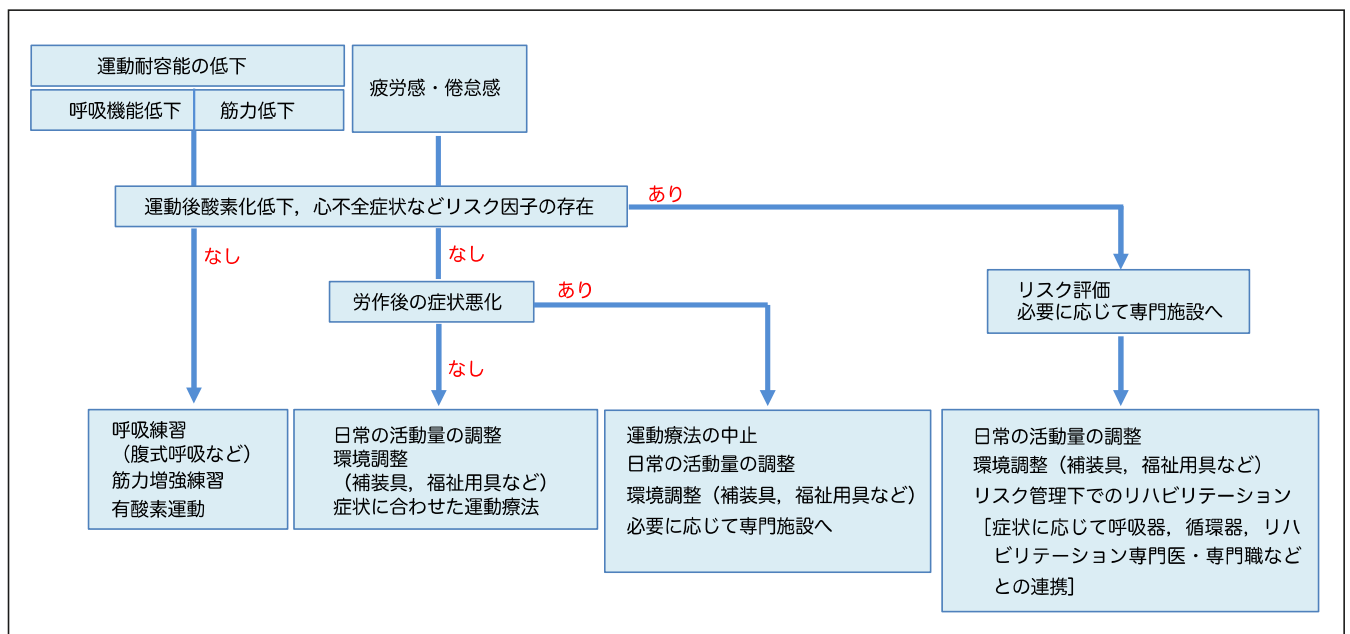 運動耐容能の低下
呼吸機能低下
筋力低下
疲労感・倦怠感
運動後酸素化低下，心不全症状などリスク因子の存在
あり
なし
なし
労作後の症状悪化
あり
なし
リスク評価
必要に応じて専門施設へ
呼吸練習
（腹式呼吸など）
筋力増強練習
有酸素運動
日常の活動量の調整
環境調整
（補装具，福祉用具など）
症状に合わせた運動療法
運動療法の中止
日常の活動量の調整
環境調整（補装具，福祉用具など）
必要に応じて専門施設へ
日常の活動量の調整
環境調整（補装具，福祉用具など）
リスク管理下でのリハビリテーション
［症状に応じて呼吸器，循環器，リハ
ビリテーション専門医・専門職など
との連携］